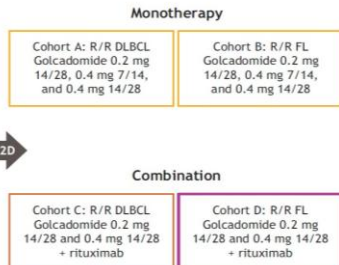 Monotherapy
Cohort A: R/R DLBCL
Golcadomide 0.2 mg
14/28, 0.4 mg 7/14,
and 0.4 mg 14/28
Cohort B: R/R FL
Golcadomide 0.2 mg
14/28, 0.4 mg 7/14,
and 0.4 mg 14/28
2D
Combination
Cohort C: R/R DLBCL
Golcadomide 0.2 mg
14/28 and 0.4 mg 14/28
+ rituximab
Cohort D: R/R FL
Golcadomide 0.2 mg
14/28 and 0.4 mg 14/28
+ rituximab